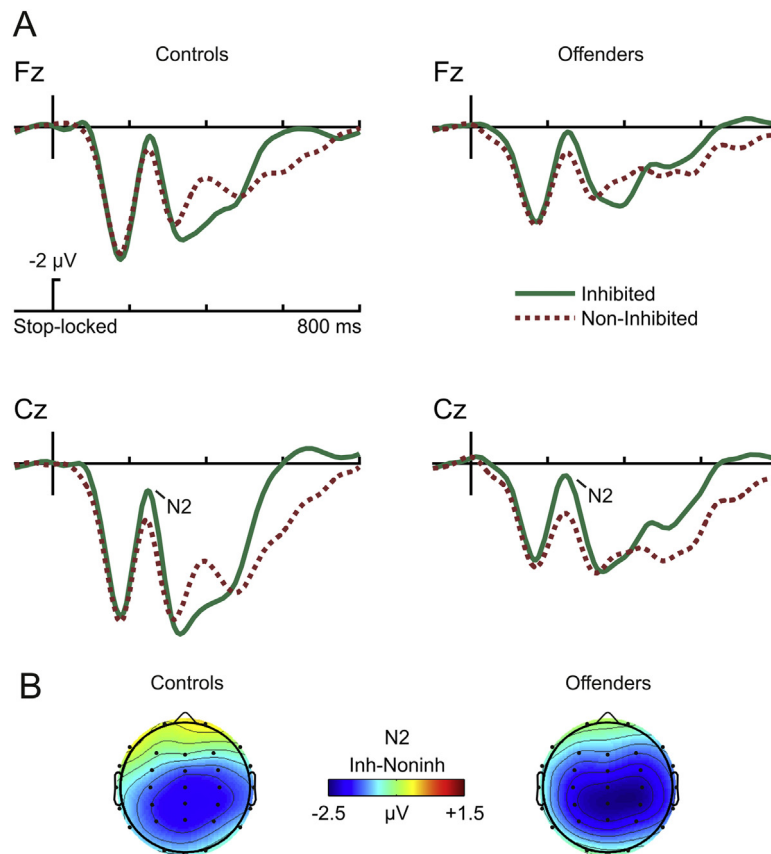 A
Controls
Offenders
Fz
Fz
-2 µV
Stop-locked
800 ms
Inhibited
Non-Inhibited
Cz
Cz
N2
N2
B
Controls
Offenders
N2
Inh-Noninh
-2.5 µV +1.5